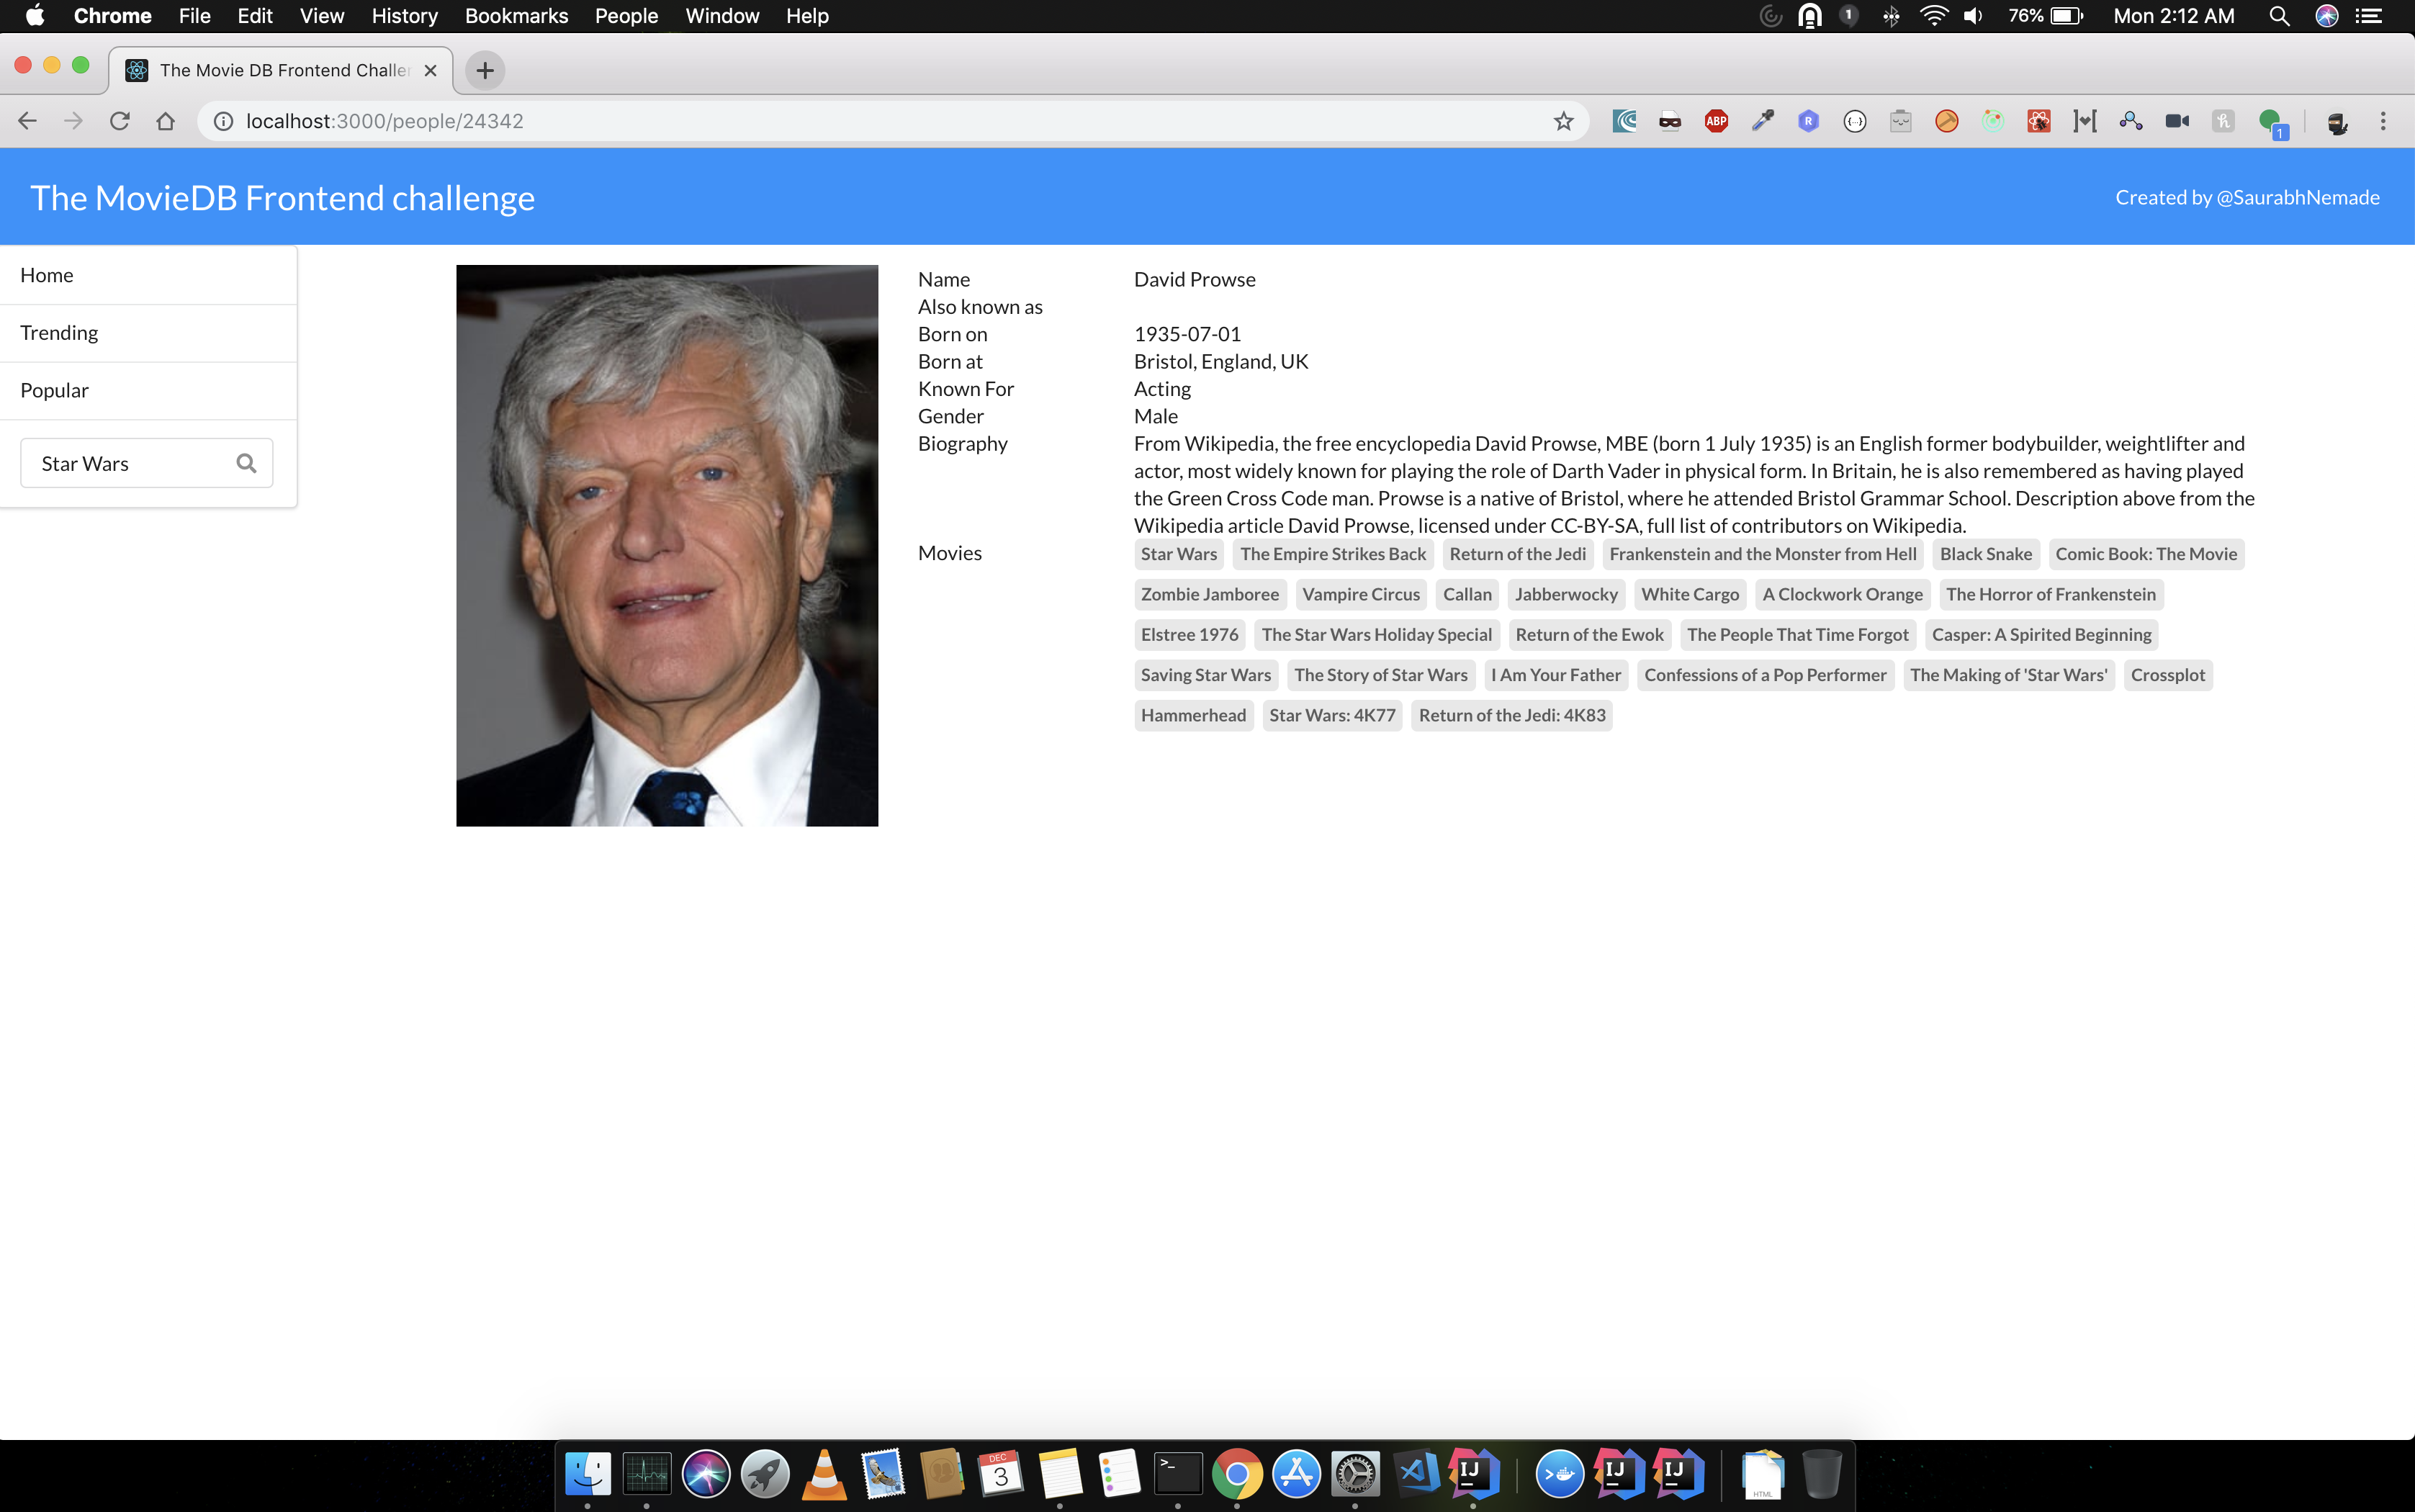 Chrome File Edit View History Bookmarks People Window Help 1 76% Mon 2:12 AM
The Movie DB Frontend Challe
localhost:3000/people/24342 ABP R {...} h 1
The MovieDB Frontend challenge Created by @SaurabhNemade
Home
Trending
Popular
Star Wars
Name David Prowse
Also known as
Born on 1935-07-01
Born at Bristol, England, UK
Known For Acting
Gender Male
Biography From Wikipedia, the free encyclopedia David Prowse, MBE (born 1 July 1935) is an English former bodybuilder, weightlifter and
actor, most widely known for playing the role of Darth Vader in physical form. In Britain, he is also remembered as having played
the Green Cross Code man. Prowse is a native of Bristol, where he attended Bristol Grammar School. Description above from the
Wikipedia article David Prowse, licensed under CC-BY-SA, full list of contributors on Wikipedia.
Movies Star Wars The Empire Strikes Back Return of the Jedi Frankenstein and the Monster from Hell Black Snake Comic Book: The Movie
Zombie Jamboree Vampire Circus Callan Jabberwocky White Cargo A Clockwork Orange The Horror of Frankenstein
Elstree 1976 The Star Wars Holiday Special Return of the Ewok The People That Time Forgot Casper: A Spirited Beginning
Saving Star Wars The Story of Star Wars I Am Your Father Confessions of a Pop Performer The Making of 'Star Wars' Crossplot
Hammerhead Star Wars: 4K77 Return of the Jedi: 4K83
DEC
3
>_
IJ
>
IJ
IJ
HTML